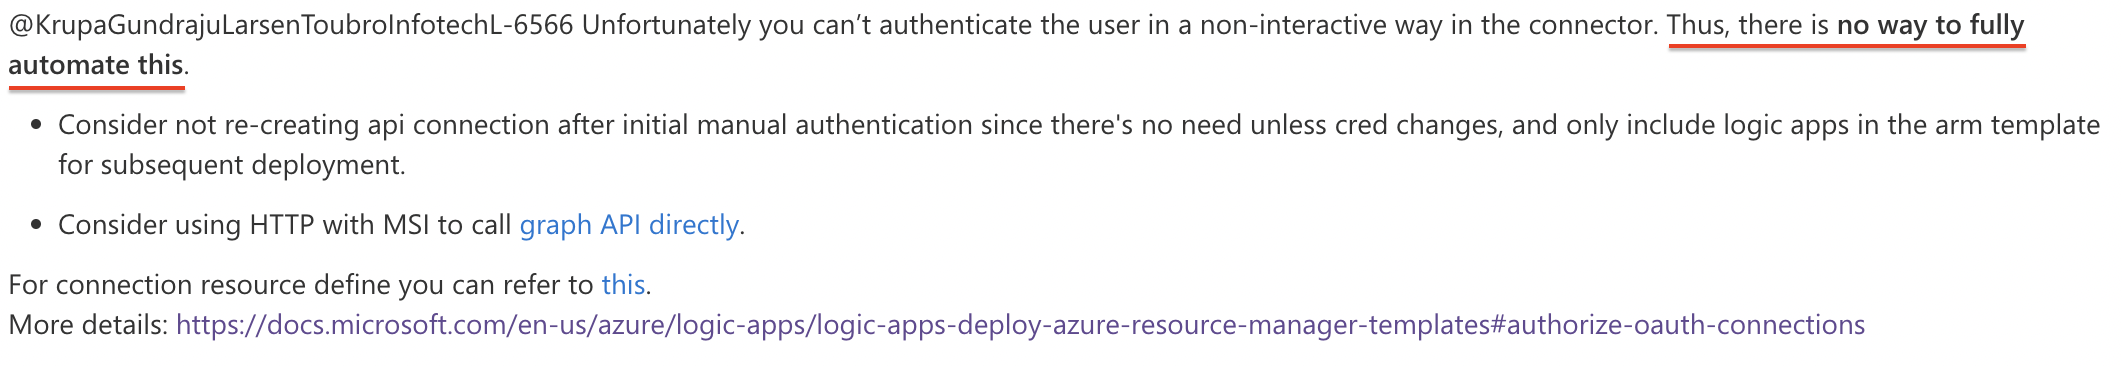 @KrupaGundrajuLarsenToubroInfotechL-6566 Unfortunately you can’t authenticate the user in a non-interactive way in the connector. Thus, there is no way to fully
automate this.
• Consider not re-creating api connection after initial manual authentication since there's no need unless cred changes, and only include logic apps in the arm template
for subsequent deployment.
• Consider using HTTP with MSI to call graph API directly.
For connection resource define you can refer to this.
More details: https://docs.microsoft.com/en-us/azure/logic-apps/logic-apps-deploy-azure-resource-manager-templates#authorize-oauth-connections